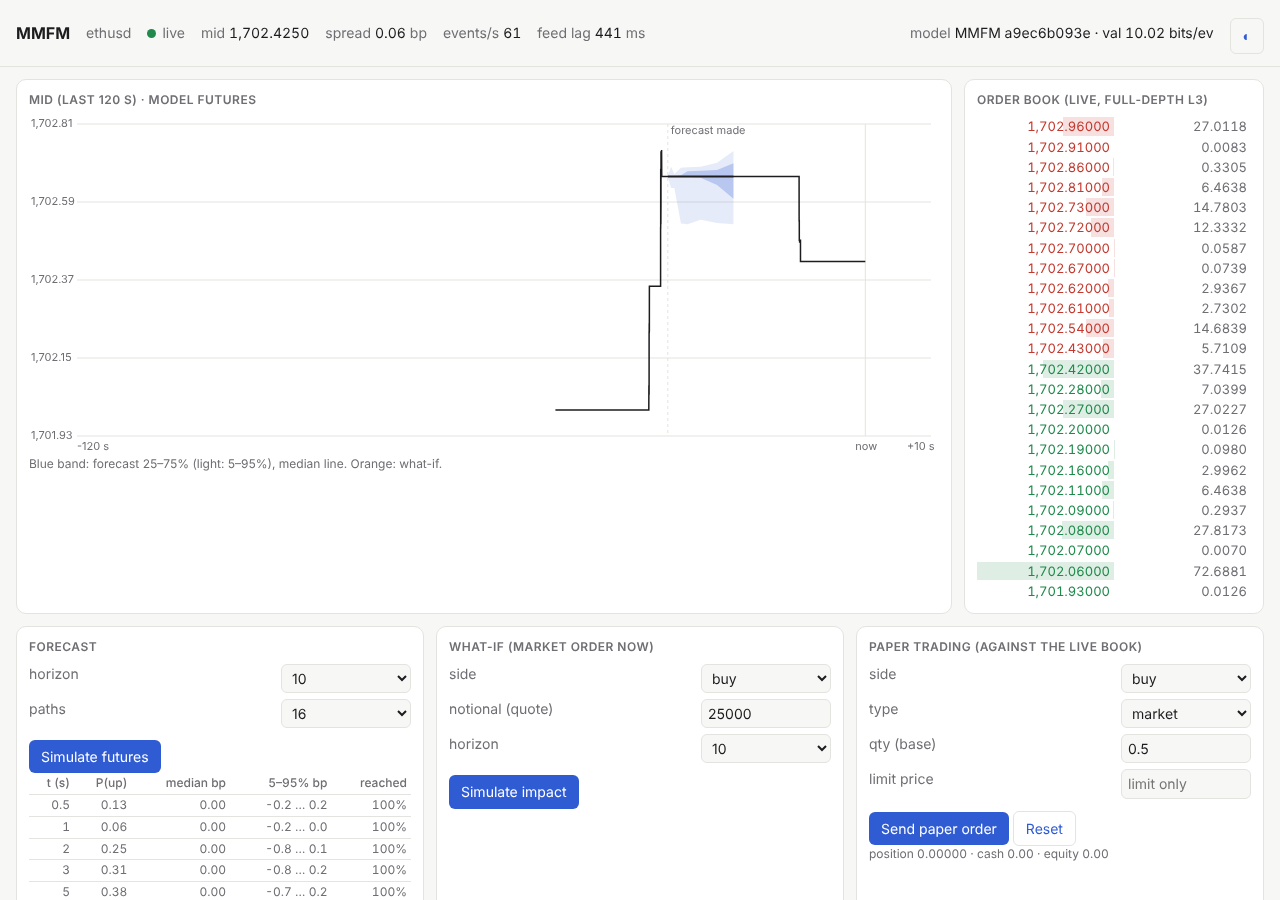 MMFM ethusd live mid 1,702.4250 spread 0.06 bp events/s 61 feed lag 441 ms model MMFM a9ec6b093e · val 10.02 bits/ev
MID (LAST 120 S) · MODEL FUTURES
1,702.81
forecast made
1,702.59
1,702.37
1,702.15
1,701.93
-120 s now +10 s
Blue band: forecast 25–75% (light: 5–95%), median line. Orange: what-if.
ORDER BOOK (LIVE, FULL-DEPTH L3)
1,702.96000 27.0118
1,702.91000 0.0083
1,702.86000 0.3305
1,702.81000 6.4638
1,702.73000 14.7803
1,702.72000 12.3332
1,702.70000 0.0587
1,702.67000 0.0739
1,702.62000 2.9367
1,702.61000 2.7302
1,702.54000 14.6839
1,702.43000 5.7109
1,702.42000 37.7415
1,702.28000 7.0399
1,702.27000 27.0227
1,702.20000 0.0126
1,702.19000 0.0980
1,702.16000 2.9962
1,702.11000 6.4638
1,702.09000 0.2937
1,702.08000 27.8173
1,702.07000 0.0070
1,702.06000 72.6881
1,701.93000 0.0126
FORECAST
horizon 10
paths 16
Simulate futures
t (s) P(up) median bp 5–95% bp reached
0.5 0.13 0.00 -0.2 … 0.2 100%
1 0.06 0.00 -0.2 … 0.0 100%
2 0.25 0.00 -0.8 … 0.1 100%
3 0.31 0.00 -0.8 … 0.2 100%
5 0.38 0.00 -0.7 … 0.2 100%
WHAT-IF (MARKET ORDER NOW)
side buy
notional (quote) 25000
horizon 10
Simulate impact
PAPER TRADING (AGAINST THE LIVE BOOK)
side buy
type market
qty (base) 0.5
limit price limit only
Send paper order Reset
position 0.00000 · cash 0.00 · equity 0.00